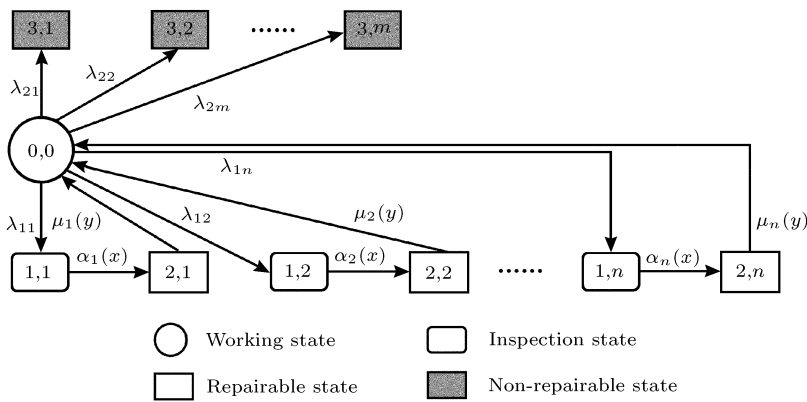 3,1 3,2 ······ 3,m
λ21 λ22 λ2m
0,0
λ1n
λ11 μ1(y) λ12 μ2(y) μn(y)
1,1 α1(x) 2,1 1,2 α2(x) 2,2 ······ 1,n αn(x) 2,n
Working state Inspection state
Repairable state Non-repairable state